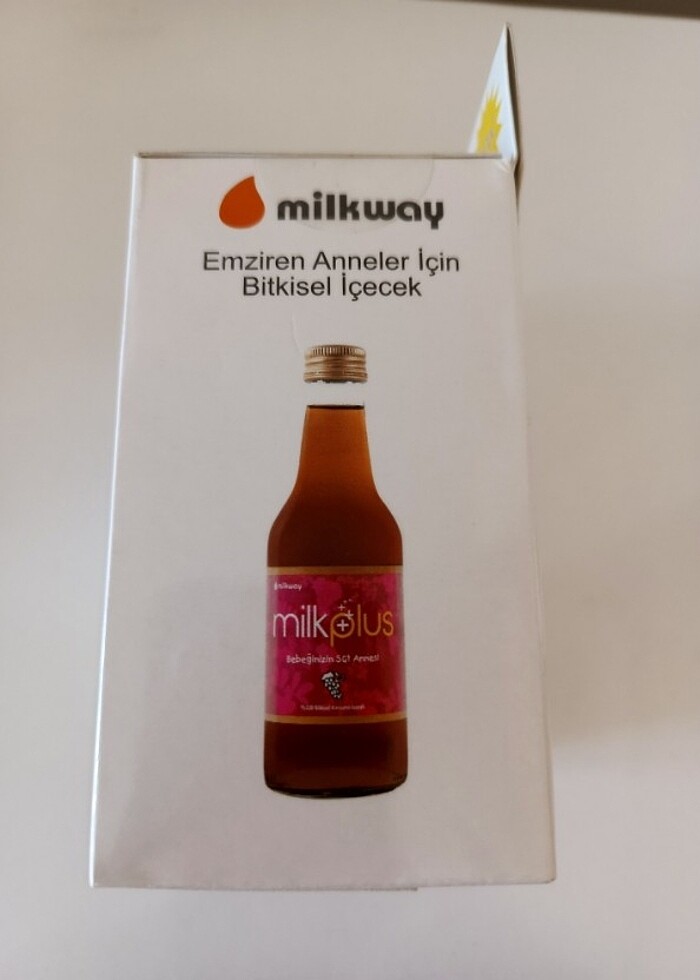 milkway
Emziren Anneler İçin
Bitkisel İçecek
milkway
milkplus
Bebeğinizin Süt Annesi